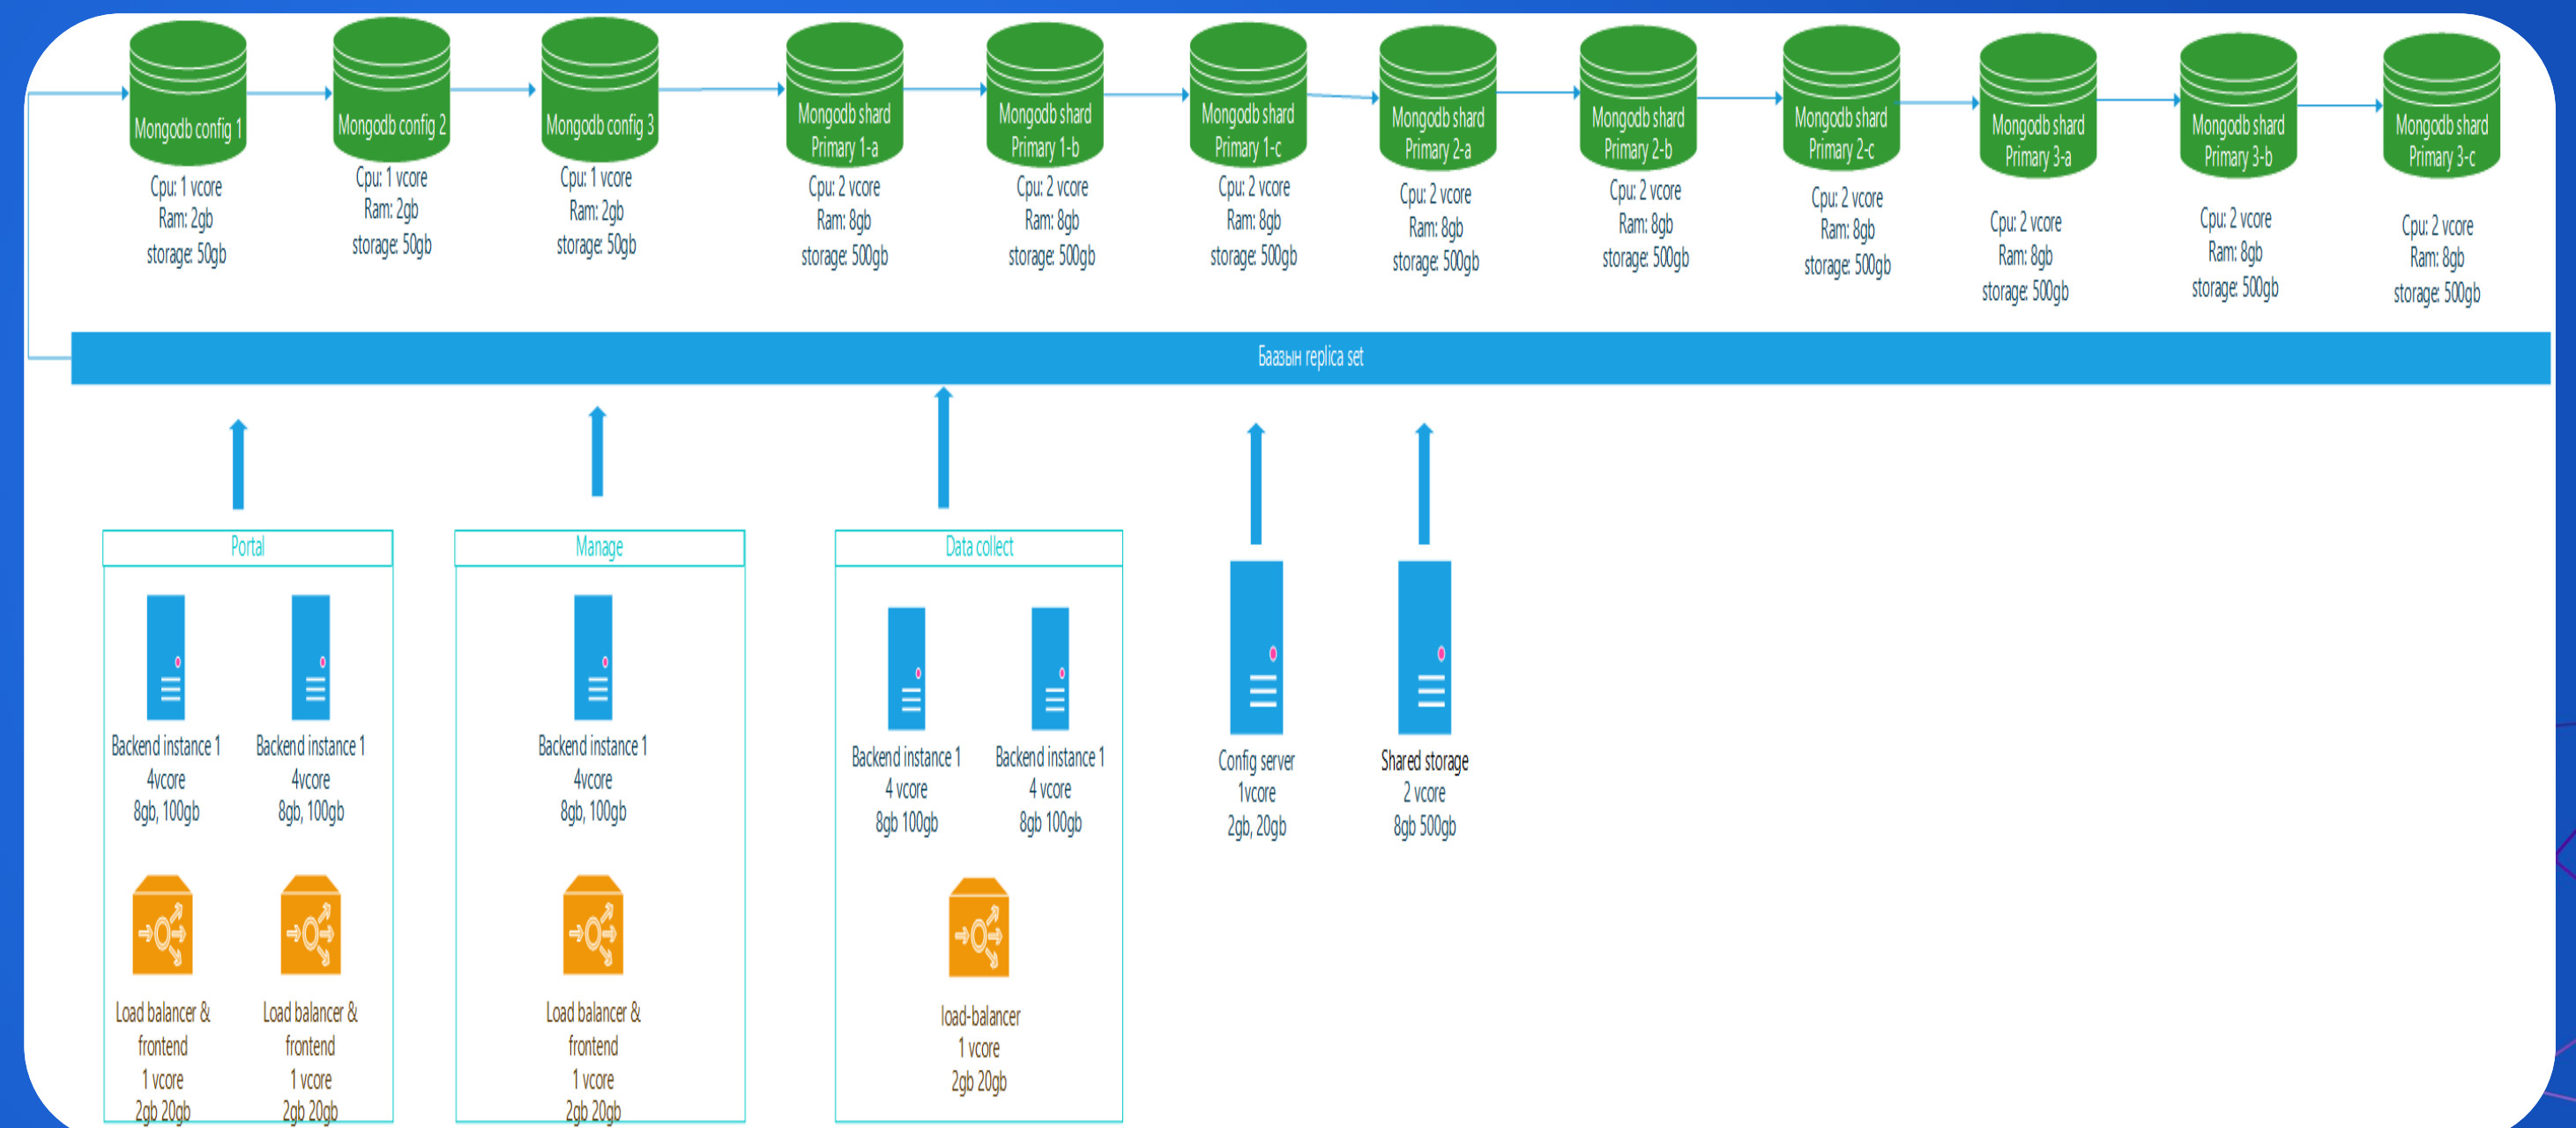 Mongodb config 1
Cpu: 1 vcore
Ram: 2gb
storage: 50gb
Mongodb config 2
Cpu: 1 vcore
Ram: 2gb
storage: 50gb
Mongodb config 3
Cpu: 1 vcore
Ram: 2gb
storage: 50gb
Mongodb shard
Primary 1-a
Cpu: 2 vcore
Ram: 8gb
storage: 500gb
Mongodb shard
Primary 1-b
Cpu: 2 vcore
Ram: 8gb
storage: 500gb
Mongodb shard
Primary 1-c
Cpu: 2 vcore
Ram: 8gb
storage: 500gb
Mongodb shard
Primary 2-a
Cpu: 2 vcore
Ram: 8gb
storage: 500gb
Mongodb shard
Primary 2-b
Cpu: 2 vcore
Ram: 8gb
storage: 500gb
Mongodb shard
Primary 2-c
Cpu: 2 vcore
Ram: 8gb
storage: 500gb
Mongodb shard
Primary 3-a
Cpu: 2 vcore
Ram: 8gb
storage: 500gb
Mongodb shard
Primary 3-b
Cpu: 2 vcore
Ram: 8gb
storage: 500gb
Mongodb shard
Primary 3-c
Cpu: 2 vcore
Ram: 8gb
storage: 500gb
Баазын replica set
Portal
Backend instance 1
4vcore
8gb, 100gb
Backend instance 1
4vcore
8gb, 100gb
Load balancer &
frontend
1 vcore
2gb 20gb
Load balancer &
frontend
1 vcore
2gb 20gb
Manage
Backend instance 1
4vcore
8gb, 100gb
Load balancer &
frontend
1 vcore
2gb 20gb
Data collect
Backend instance 1
4 vcore
8gb 100gb
Backend instance 1
4 vcore
8gb 100gb
load-balancer
1 vcore
2gb 20gb
Config server
1vcore
2gb, 20gb
Shared storage
2 vcore
8gb 500gb